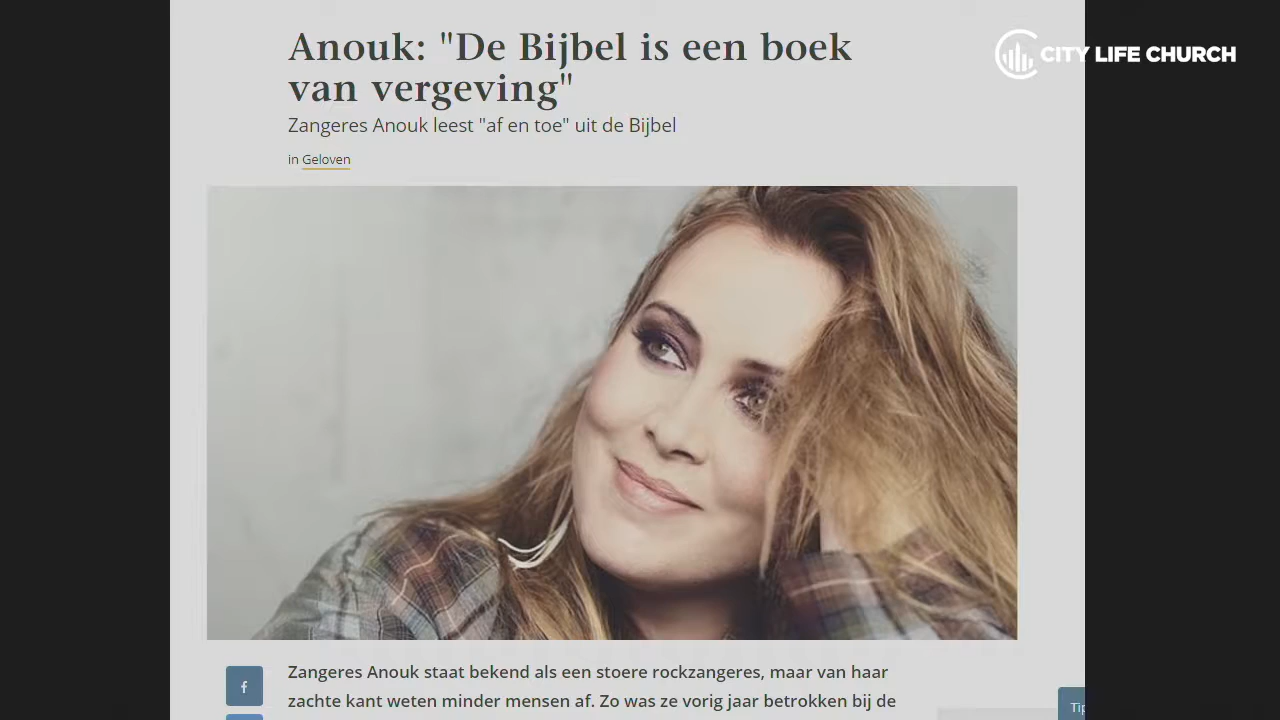 Anouk: "De Bijbel is een boek
van vergeving"
CITY LIFE CHURCH
Zangeres Anouk leest "af en toe" uit de Bijbel
in Geloven
f
Zangeres Anouk staat bekend als een stoere rockzangeres, maar van haar
zachte kant weten minder mensen af. Zo was ze vorig jaar betrokken bij de